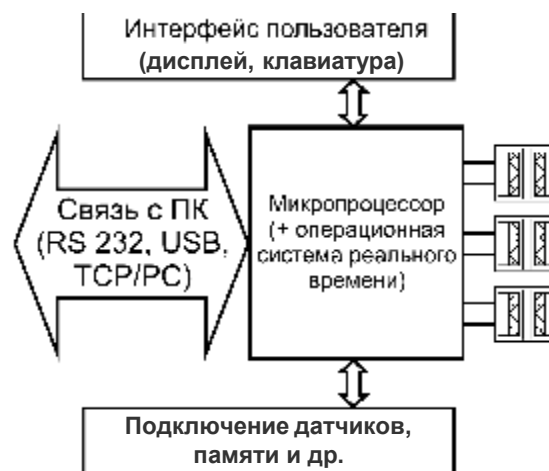 Интерфейс пользователя
(дисплей, клавиатура)
Связь с ПК
(RS 232, USB,
TCP/PC)
Микропроцессор
(+ операционная
система реального
времени)
Подключение датчиков,
памяти и др.